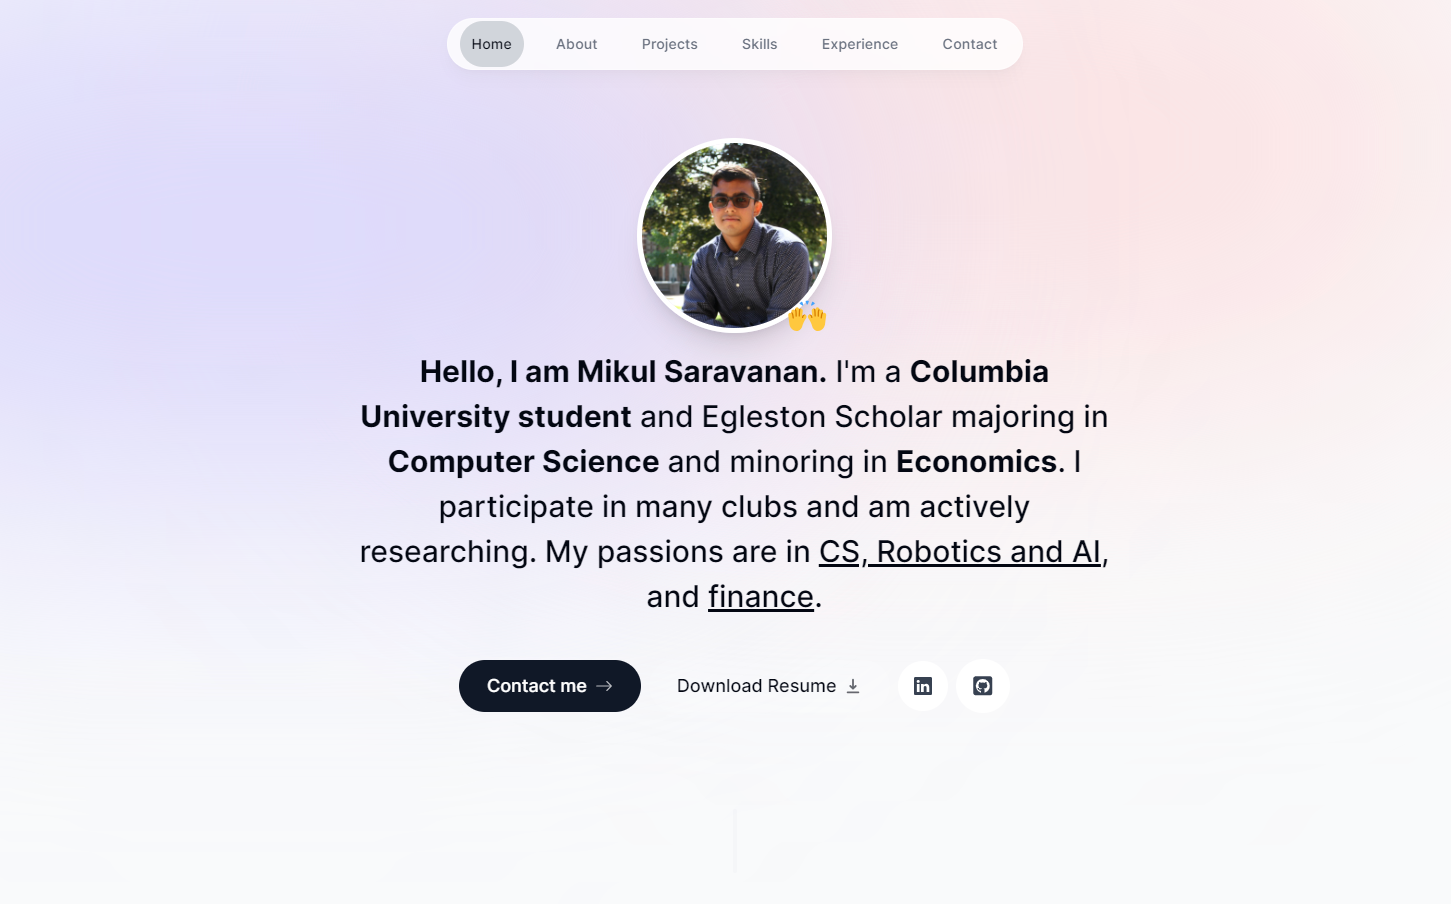 Home About Projects Skills Experience Contact
Hello, I am Mikul Saravanan. I'm a Columbia
University student and Egleston Scholar majoring in
Computer Science and minoring in Economics. I
participate in many clubs and am actively
researching. My passions are in CS, Robotics and AI,
and finance.
Contact me Download Resume in